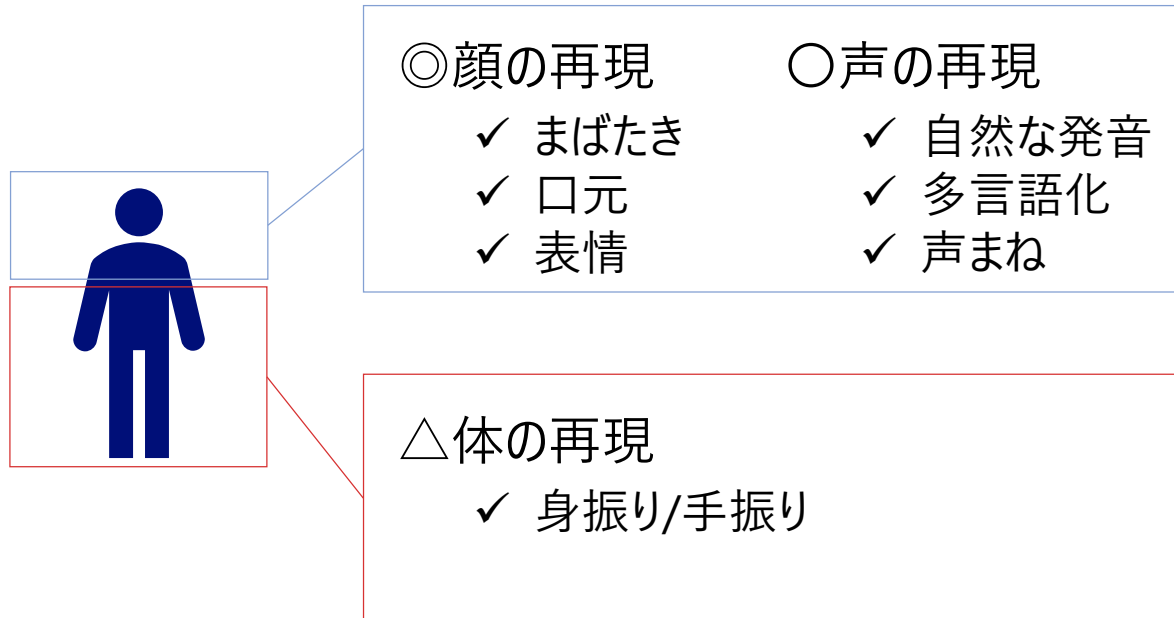 ◎顔の再現
✓ まばたき
✓ 口元
✓ 表情
〇声の再現
✓ 自然な発音
✓ 多言語化
✓ 声まね
△体の再現
✓ 身振り/手振り